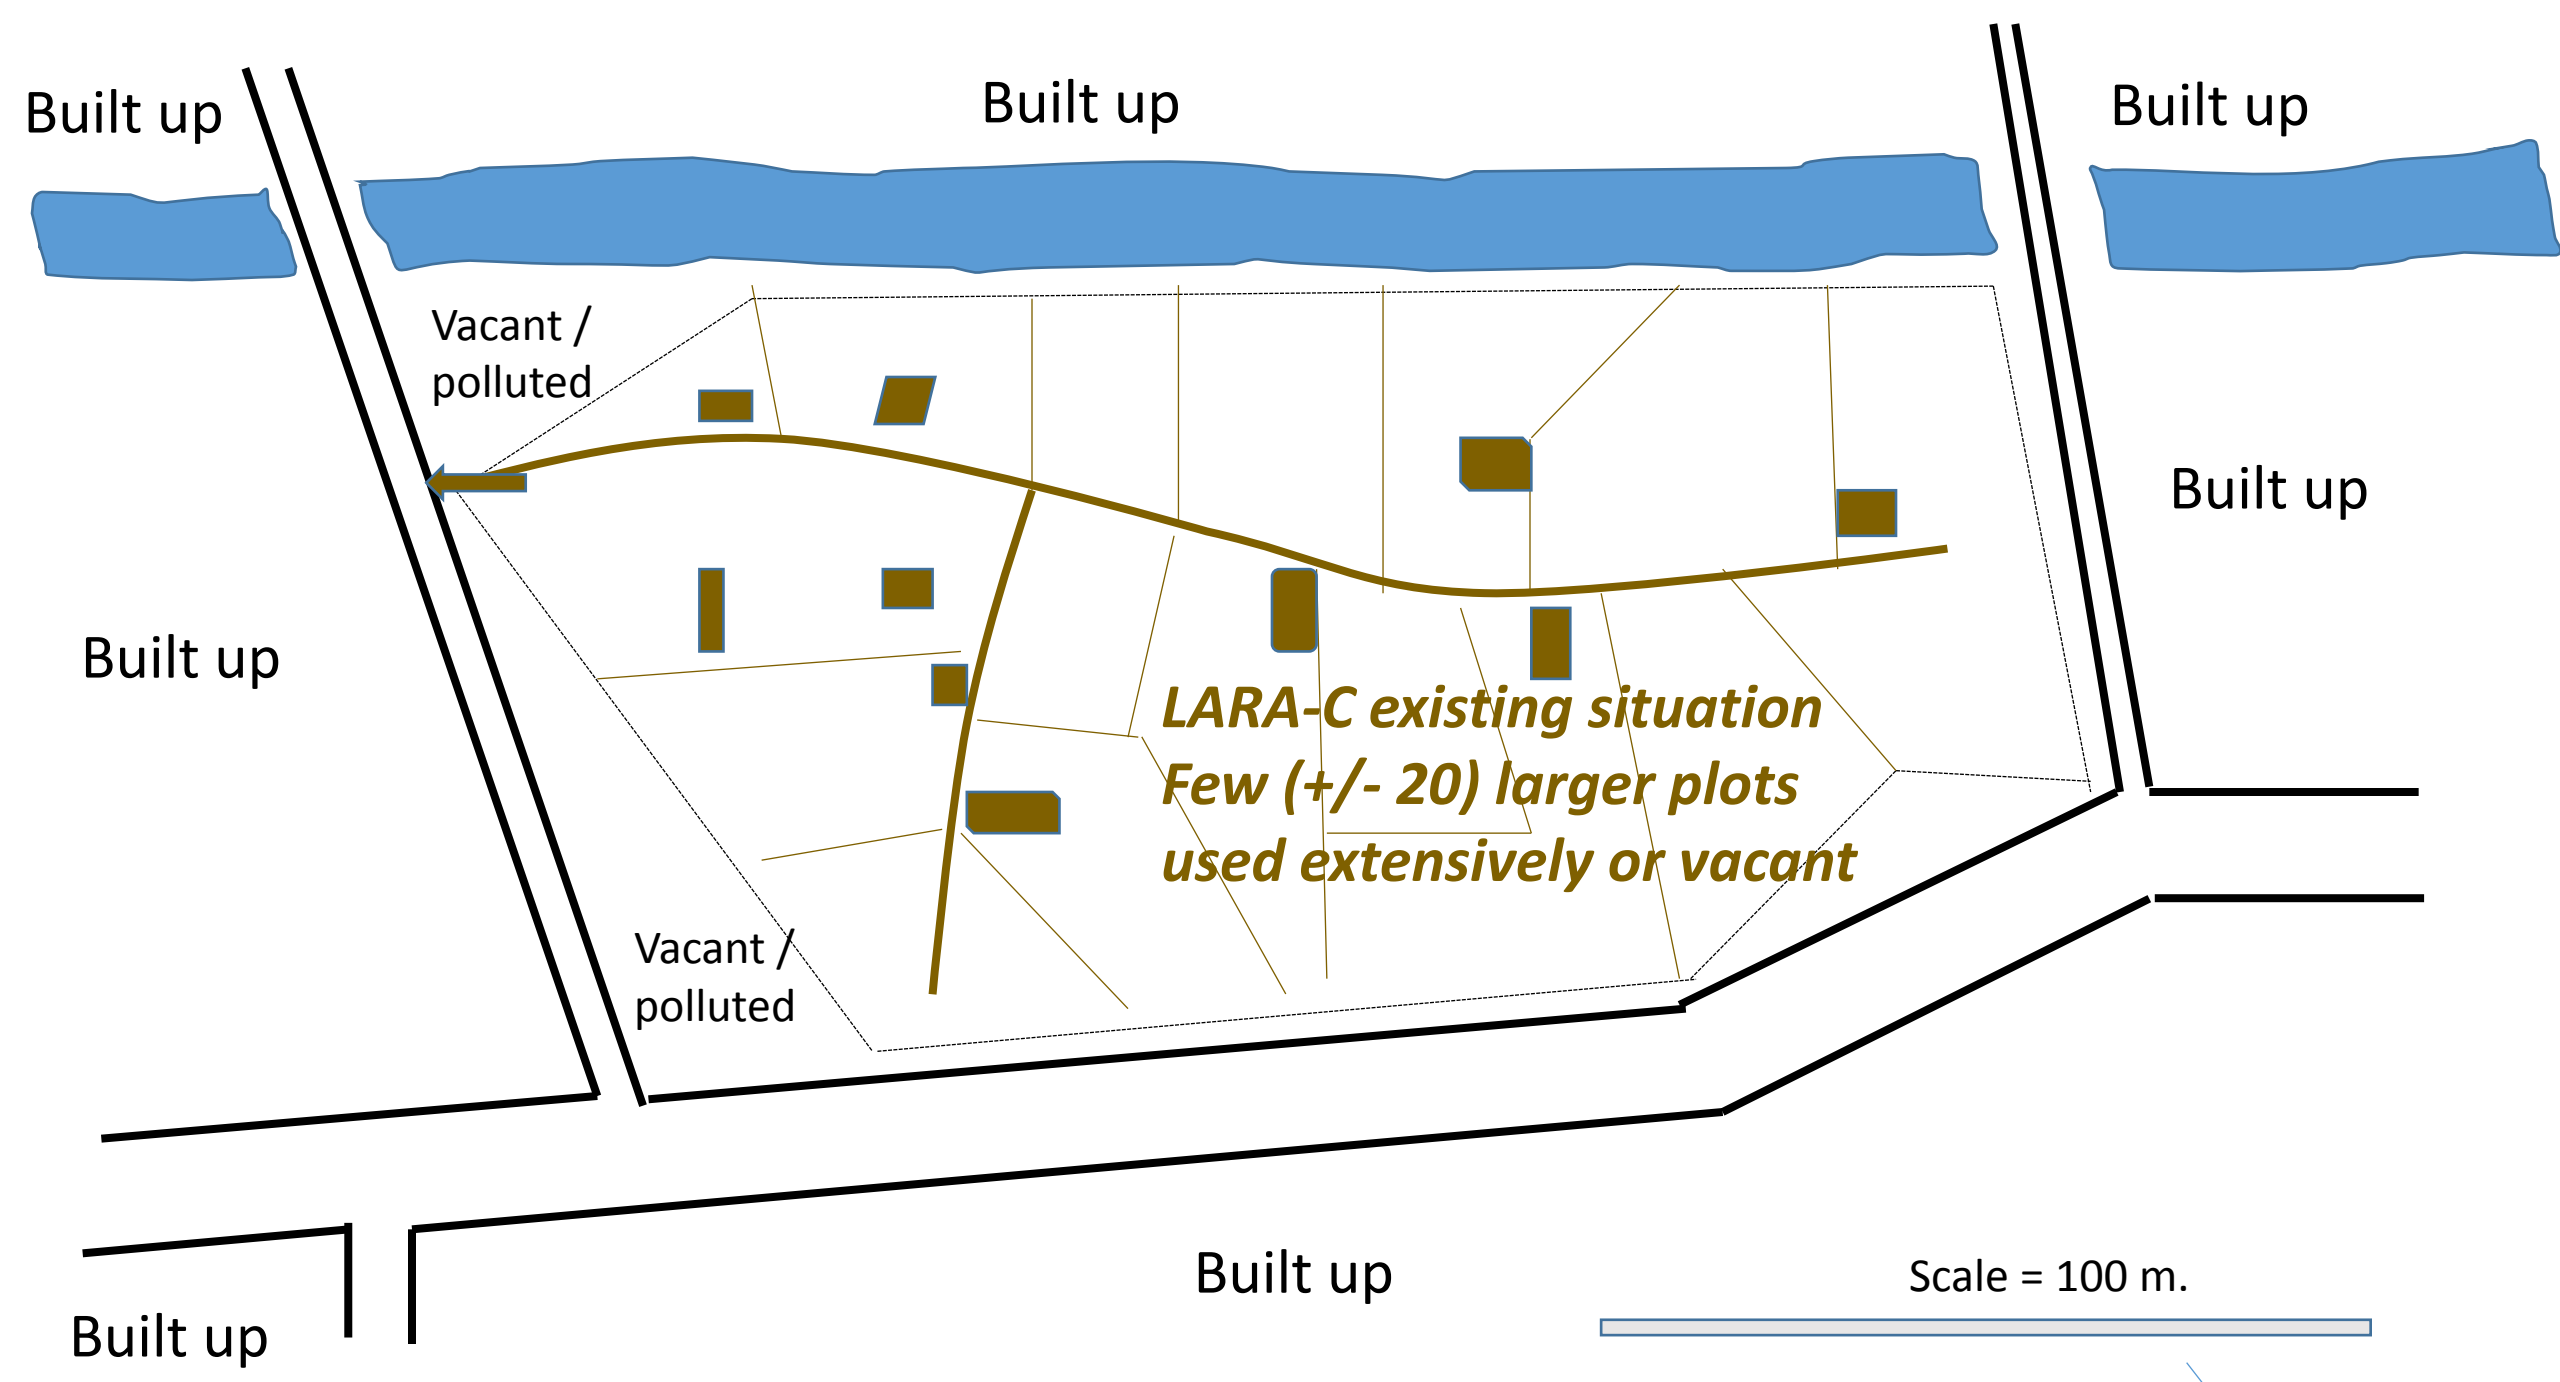 Built up
Built up
Built up
Vacant /
polluted
Built up
Built up
LARA-C existing situation
Few (+/- 20) larger plots
used extensively or vacant
Vacant /
polluted
Built up
Scale = 100 m.
Built up